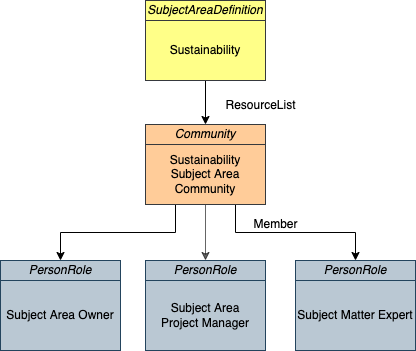 SubjectAreaDefinition
Sustainability
ResourceList
Community
Sustainability
Subject Area
Community
Member
PersonRole
Subject Area Owner
PersonRole
Subject Area
Project Manager
PersonRole
Subject Matter Expert